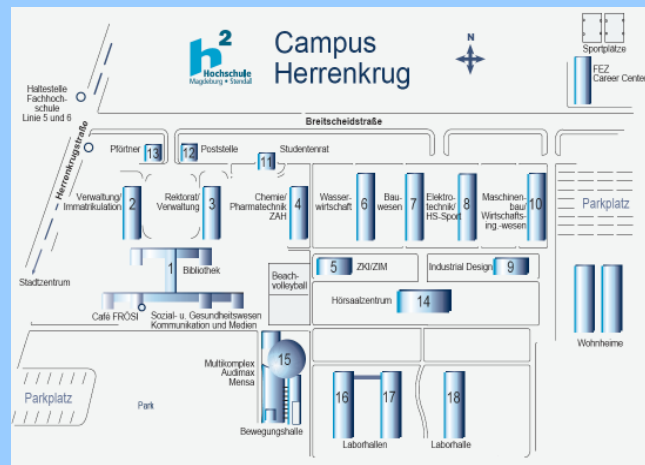 h2
Hochschule
Magdeburg • Stendal
Campus
Herrenkrug
N
Sportplätze
FEZ
Career Center
Haltestelle
Fachhoch-
schule
Linie 5 und 6
Herrenkrugstraße
Breitscheidstraße
Pförtner
13
12
Poststelle
Studentenrat
11
Verwaltung/
Immatrikulation
2
Rektorat/
Verwaltung
3
Chemie/
Pharmatechnik
ZAH
4
Wasser-
wirtschaft
6
Bau-
wesen
7
Elektro-
technik/
HS-Sport
8
Maschinen-
bau/
Wirtschafts-
ing.-wesen
10
Parkplatz
1
Bibliothek
Stadtzentrum
Café FRÖSI
Sozial- u. Gesundheitswesen
Kommunikation und Medien
Beach-
volleyball
5
ZKI/ZIM
Industrial Design
9
Hörsaalzentrum
14
Wohnheime
Multikomplex
Audimax
Mensa
15
Parkplatz
Park
Bewegungshalle
16
17
18
Laborhallen
Laborhalle